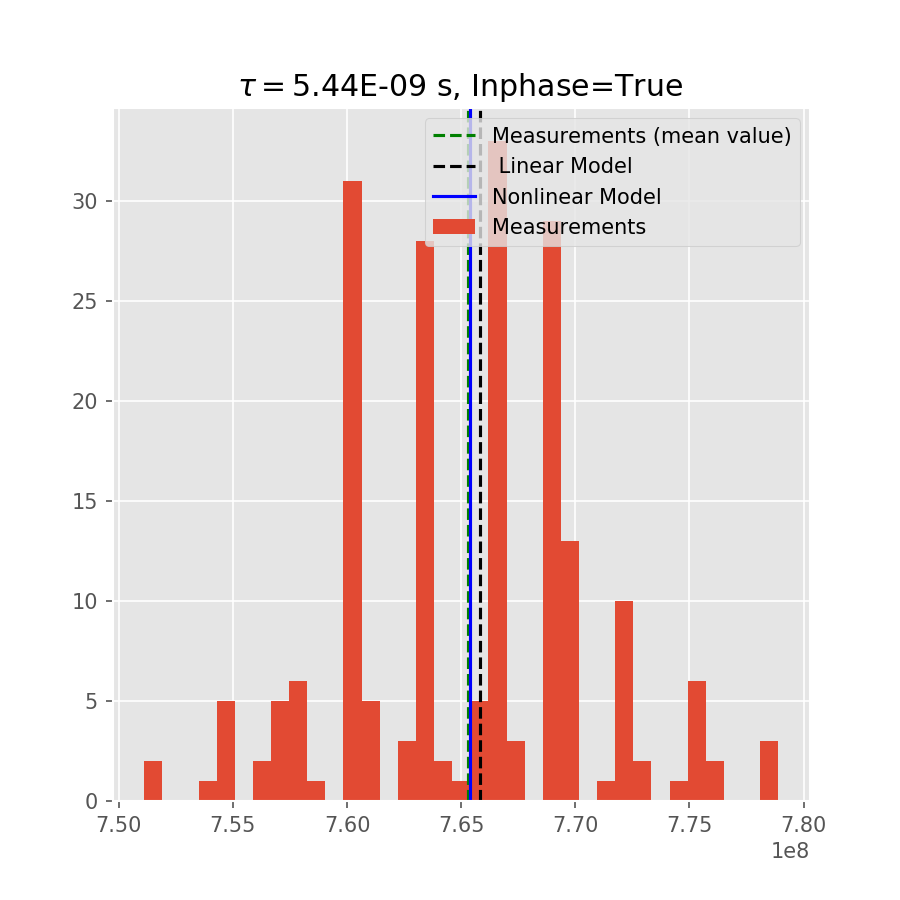 τ = 5.44E-09 s, Inphase=True
Measurements (mean value)
Linear Model
Nonlinear Model
Measurements
30
25
20
15
10
5
0
7.50 7.55 7.60 7.65 7.70 7.75 7.80
1e8